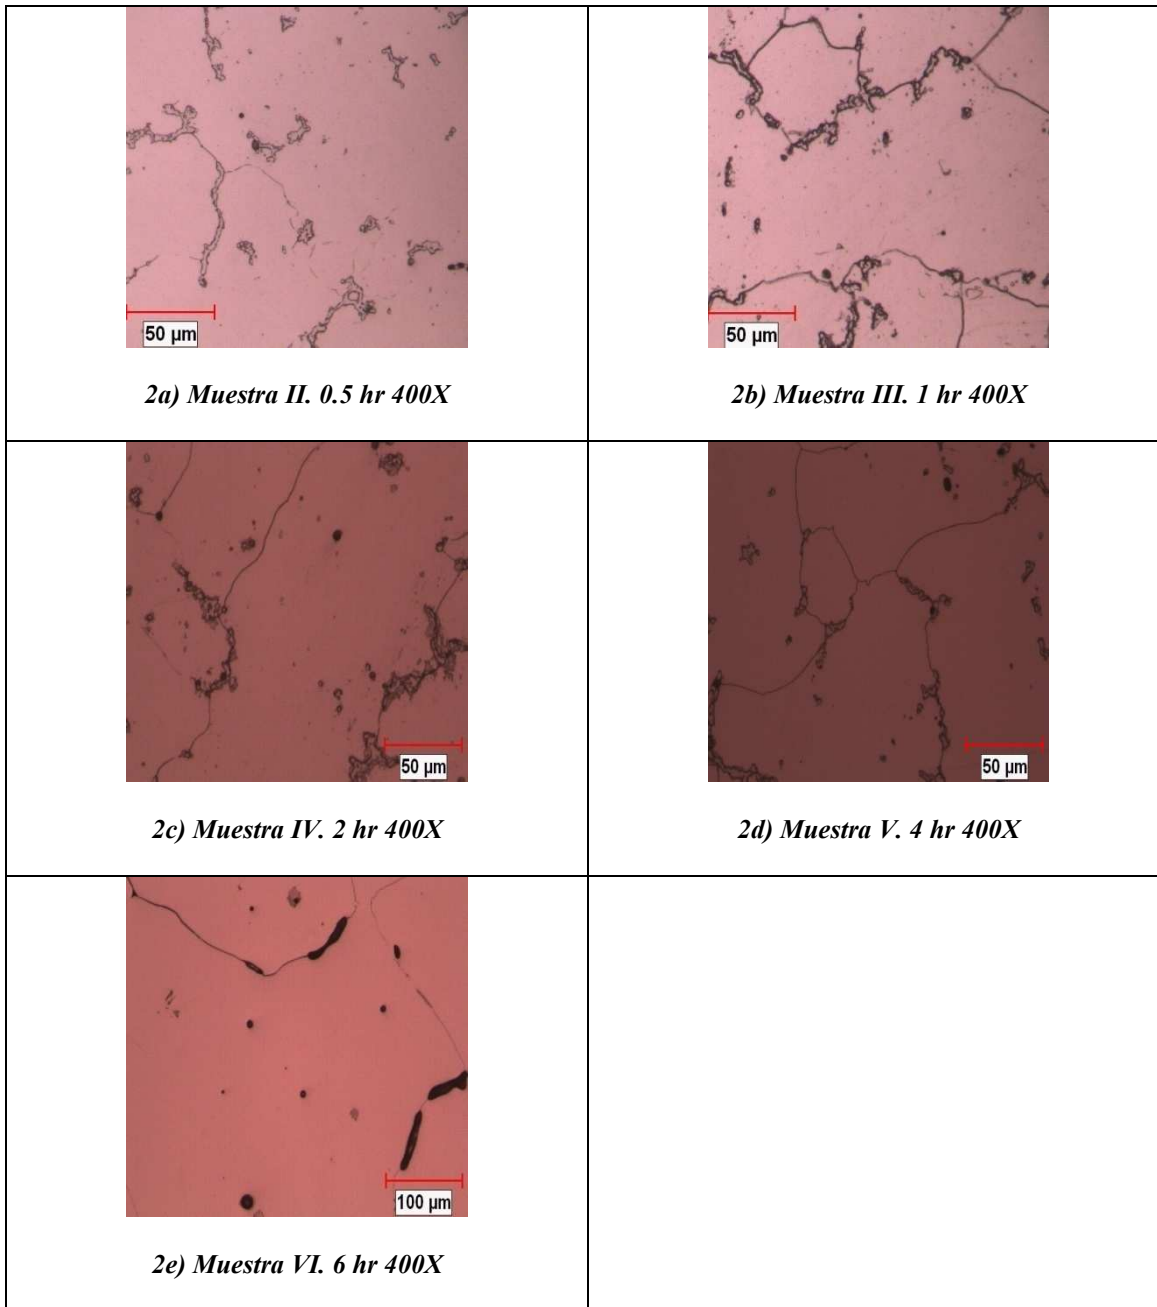 50 µm
50 µm
2a) Muestra II. 0.5 hr 400X
2b) Muestra III. 1 hr 400X
50 µm
50 µm
2c) Muestra IV. 2 hr 400X
2d) Muestra V. 4 hr 400X
100 µm
2e) Muestra VI. 6 hr 400X